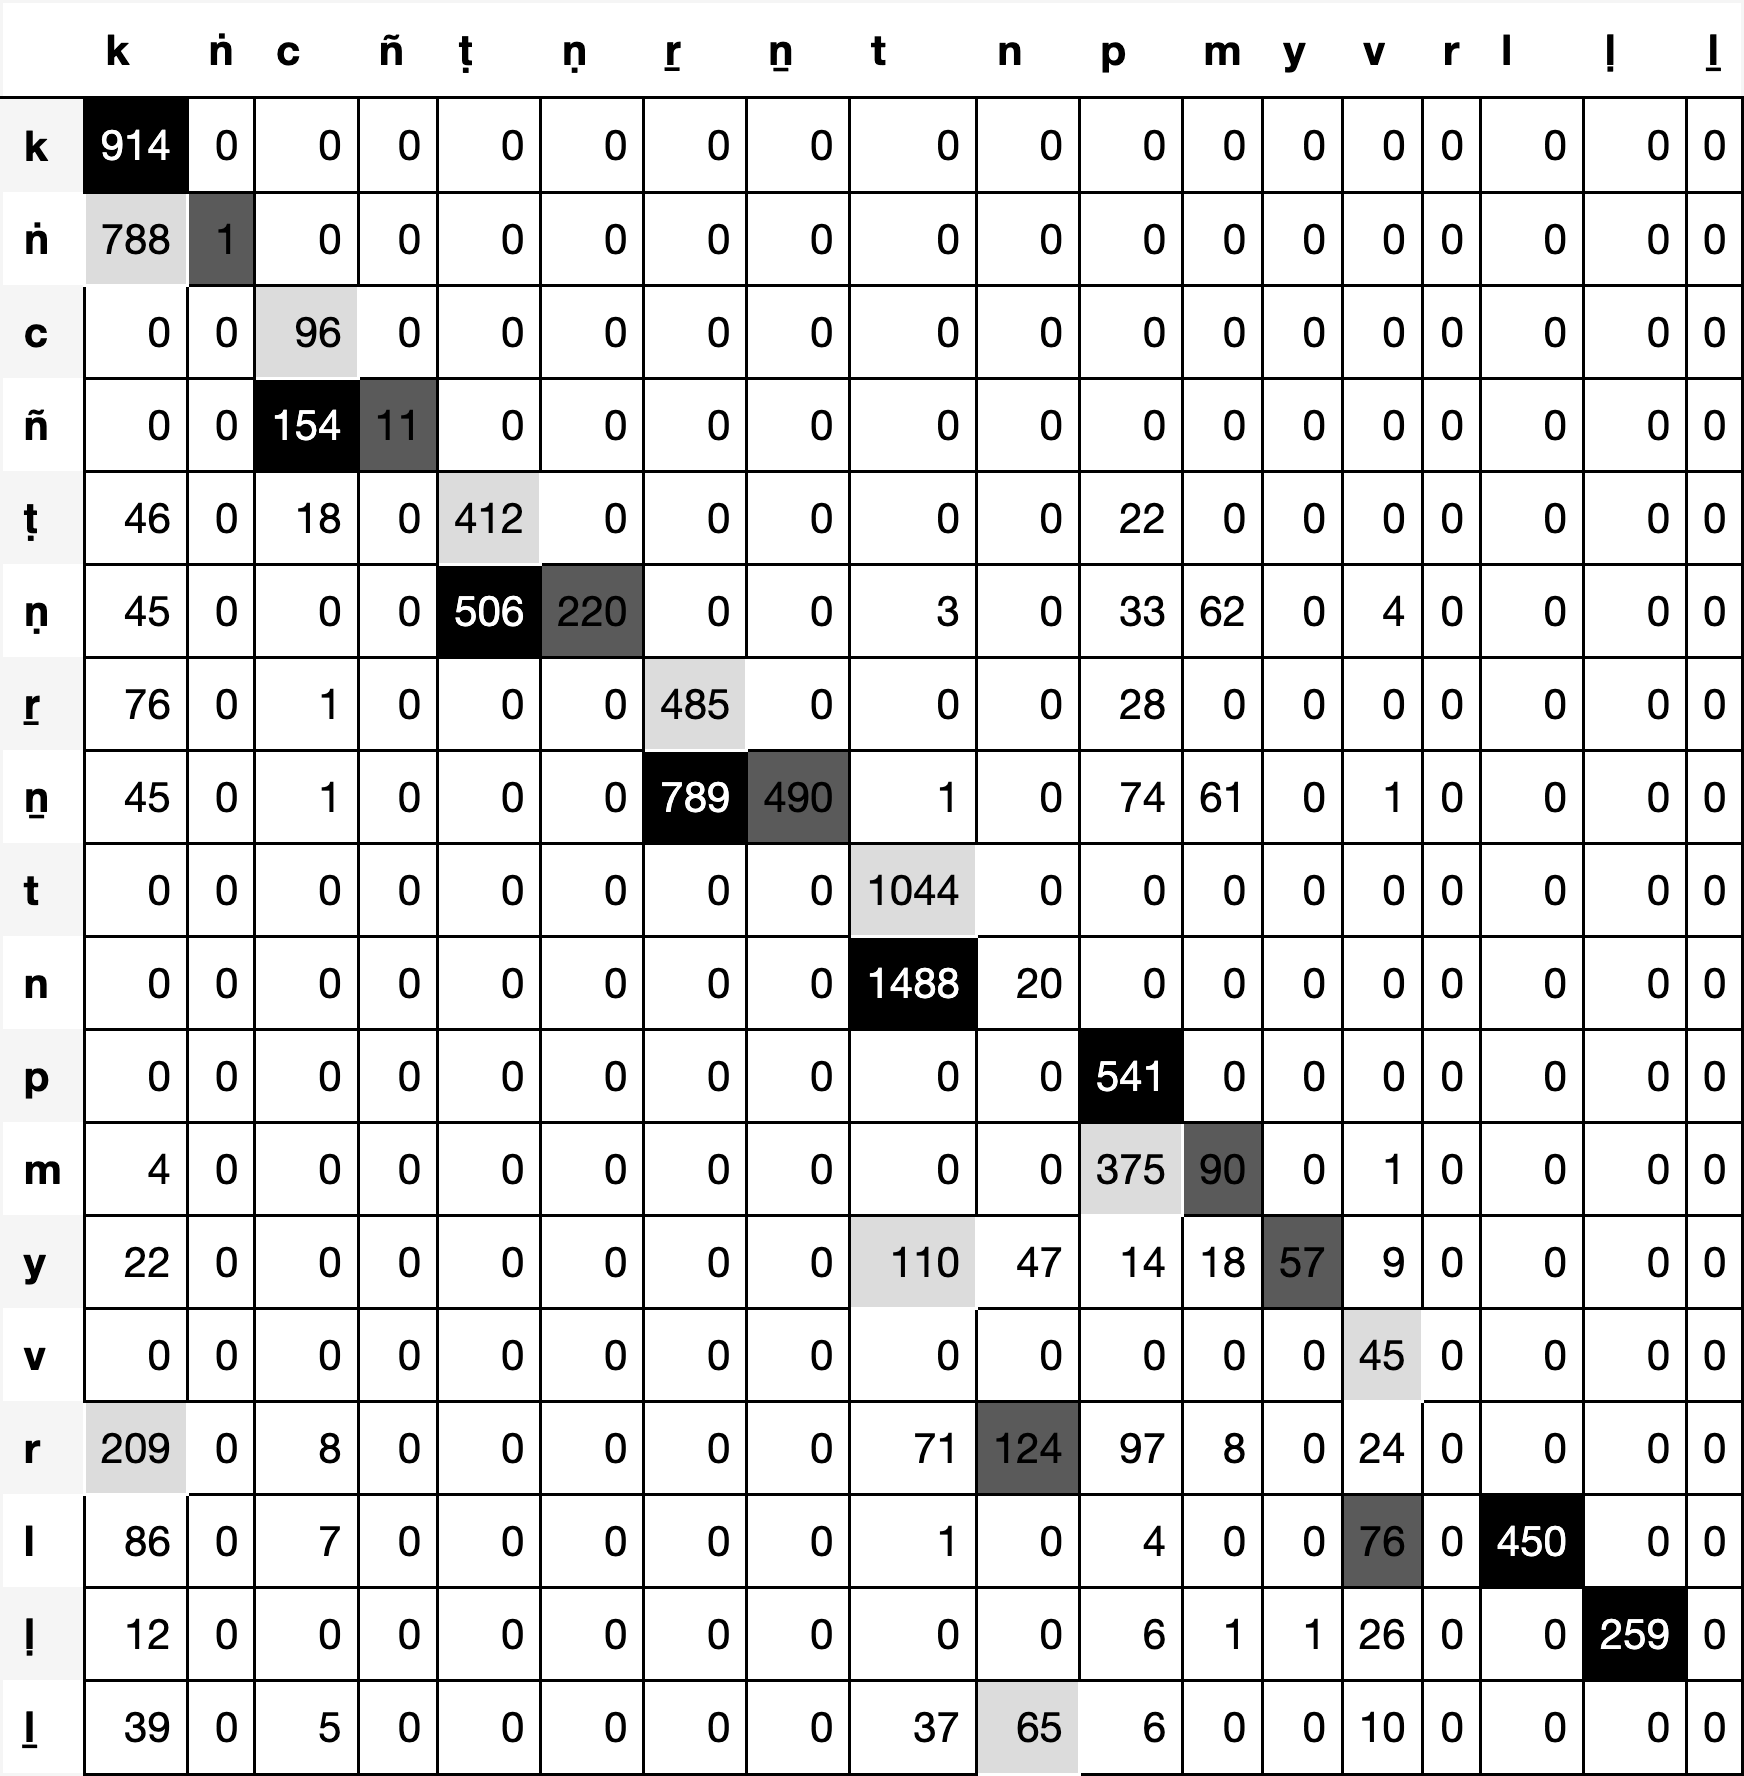 k ṅ c ñ ṭ ṇ ṟ ṉ t n p m y v r l ḷ ḻ
k 914 0 0 0 0 0 0 0 0 0 0 0 0 0 0 0 0 0
ṅ 788 1 0 0 0 0 0 0 0 0 0 0 0 0 0 0 0 0
c 0 0 96 0 0 0 0 0 0 0 0 0 0 0 0 0 0 0
ñ 0 0 154 11 0 0 0 0 0 0 0 0 0 0 0 0 0 0
ṭ 46 0 18 0 412 0 0 0 0 0 22 0 0 0 0 0 0 0
ṇ 45 0 0 0 506 220 0 0 3 0 33 62 0 4 0 0 0 0
ṟ 76 0 1 0 0 0 485 0 0 0 28 0 0 0 0 0 0 0
ṉ 45 0 1 0 0 0 789 490 1 0 74 61 0 1 0 0 0 0
t 0 0 0 0 0 0 0 0 1044 0 0 0 0 0 0 0 0 0
n 0 0 0 0 0 0 0 0 1488 20 0 0 0 0 0 0 0 0
p 0 0 0 0 0 0 0 0 0 0 541 0 0 0 0 0 0 0
m 4 0 0 0 0 0 0 0 0 0 375 90 0 1 0 0 0 0
y 22 0 0 0 0 0 0 0 110 47 14 18 57 9 0 0 0 0
v 0 0 0 0 0 0 0 0 0 0 0 0 0 45 0 0 0 0
r 209 0 8 0 0 0 0 0 71 124 97 8 0 24 0 0 0 0
l 86 0 7 0 0 0 0 0 1 0 4 0 0 76 0 450 0 0
ḷ 12 0 0 0 0 0 0 0 0 0 6 1 1 26 0 0 259 0
ḻ 39 0 5 0 0 0 0 0 37 65 6 0 0 10 0 0 0 0